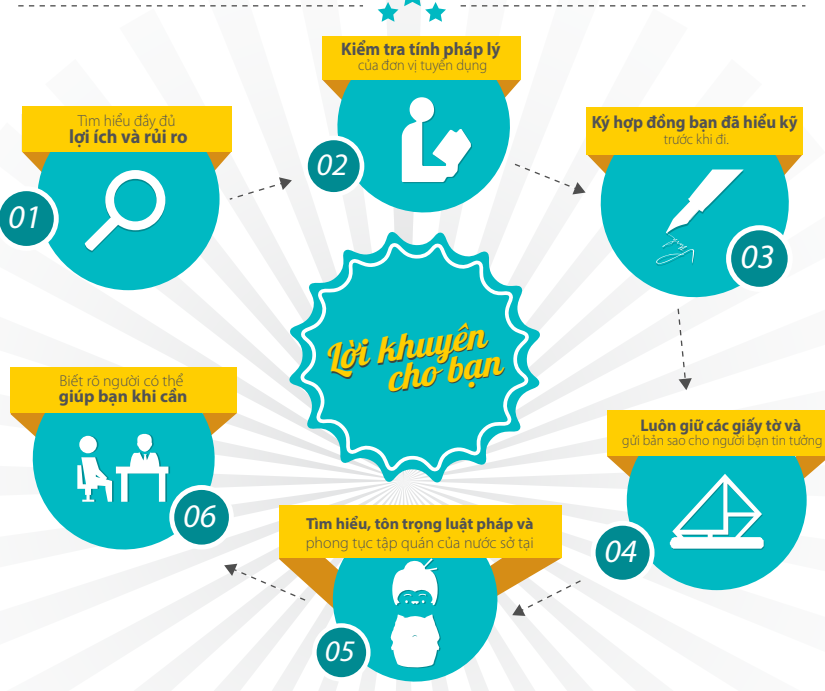 Tìm hiểu đầy đủ
lợi ích và rủi ro
01
Kiểm tra tính pháp lý
của đơn vị tuyển dụng
02
Ký hợp đồng bạn đã hiểu kỹ
trước khi đi.
03
Lời khuyên
cho bạn
Luôn giữ các giấy tờ và
gửi bản sao cho người bạn tin tưởng
04
Tìm hiểu, tôn trọng luật pháp và
phong tục tập quán của nước sở tại
05
Biết rõ người có thể
giúp bạn khi cần
06